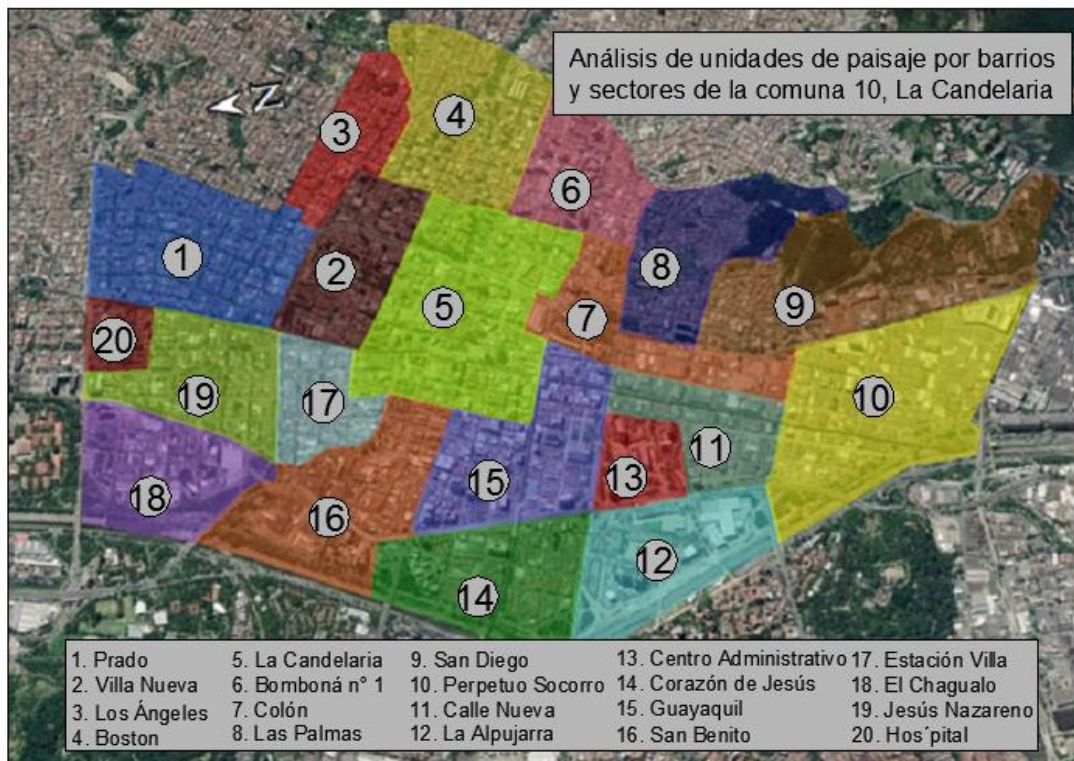 Análisis de unidades de paisaje por barrios
y sectores de la comuna 10, La Candelaria
N
3
4
6
1
2
8
5
9
7
20
10
19
17
11
15
13
18
16
12
14
1. Prado
2. Villa Nueva
3. Los Ángeles
4. Boston
5. La Candelaria
6. Bomboná n° 1
7. Colón
8. Las Palmas
9. San Diego
10. Perpetuo Socorro
11. Calle Nueva
12. La Alpujarra
13. Centro Administrativo
14. Corazón de Jesús
15. Guayaquil
16. San Benito
17. Estación Villa
18. El Chagualo
19. Jesús Nazareno
20. Hos´pital